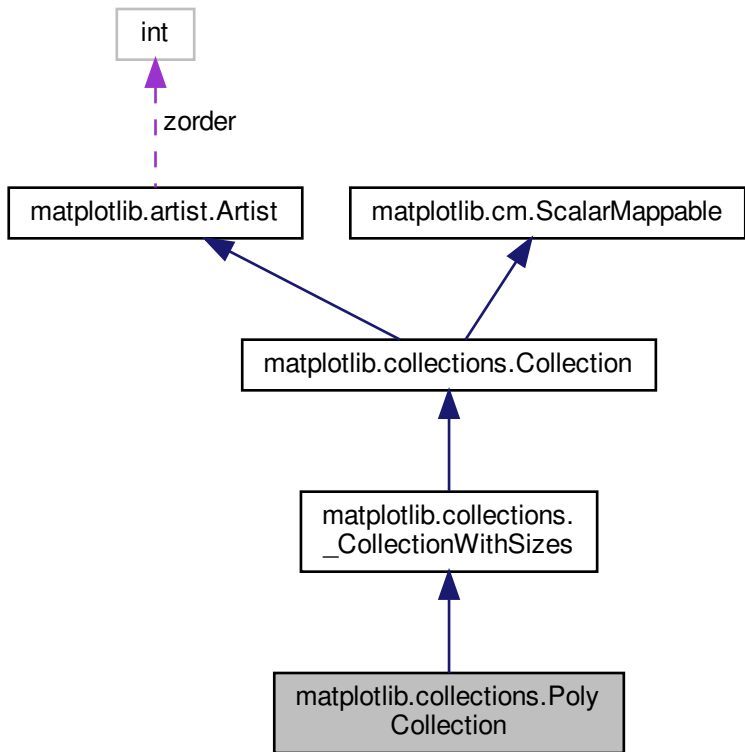 int
zorder
matplotlib.artist.Artist
matplotlib.cm.ScalarMappable
matplotlib.collections.Collection
matplotlib.collections.
_CollectionWithSizes
matplotlib.collections.Poly
Collection